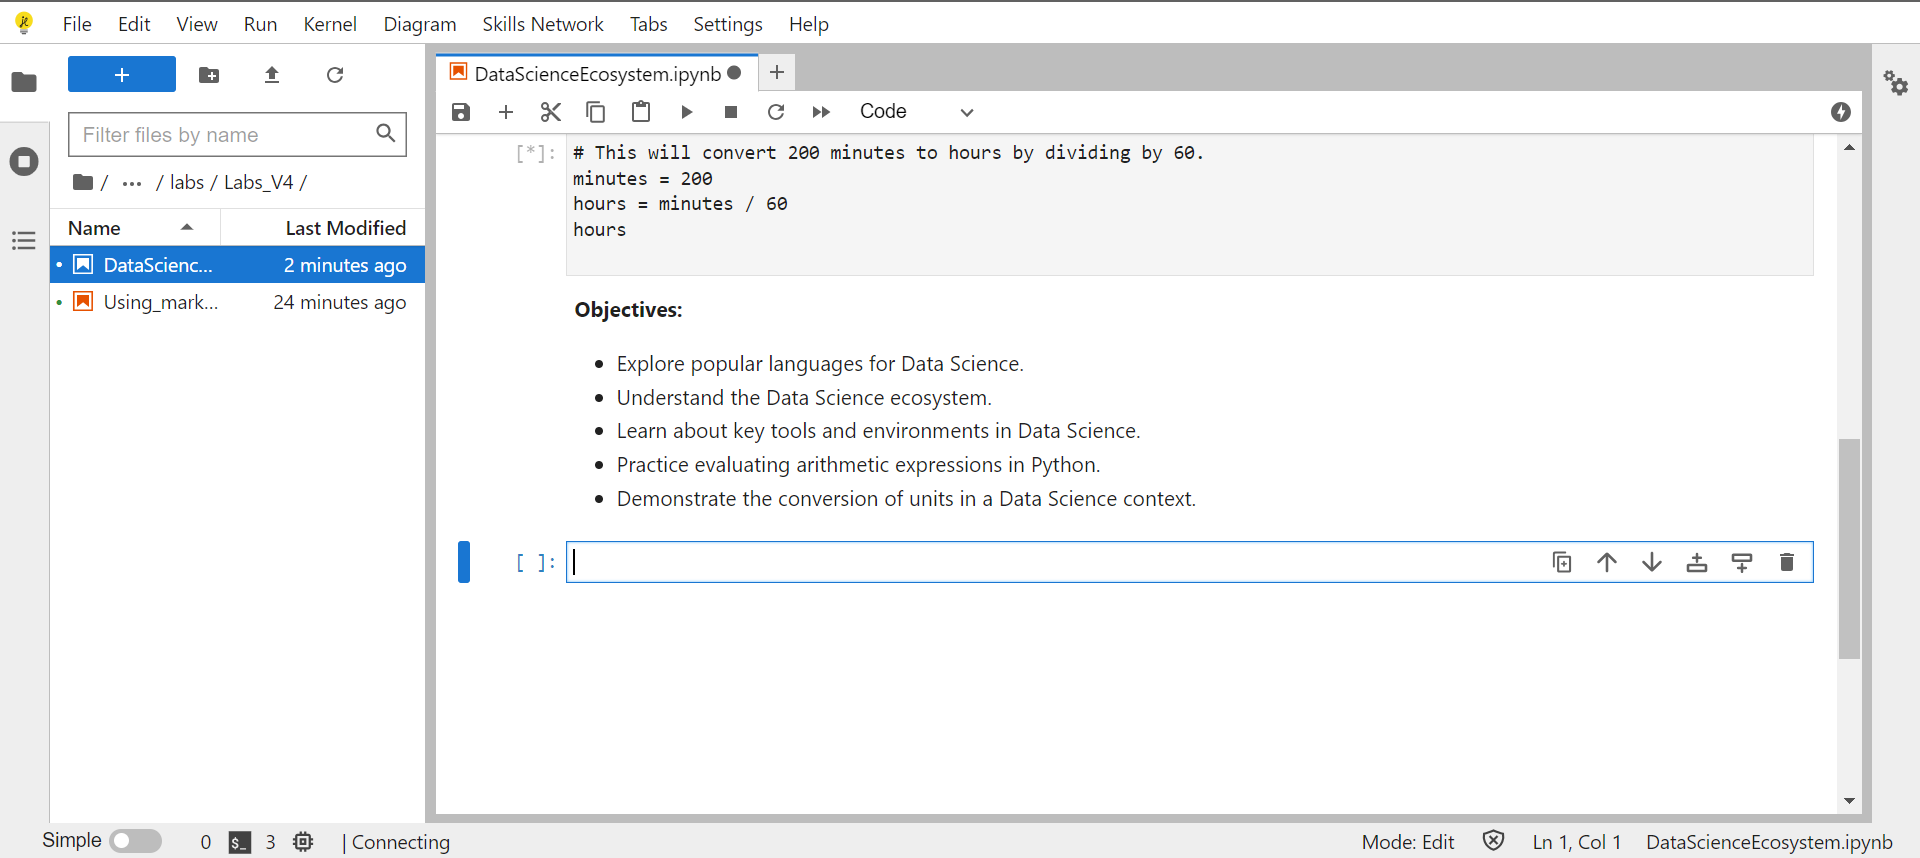 File Edit View Run Kernel Diagram Skills Network Tabs Settings Help
DataScienceEcosystem.ipynb
Code
Filter files by name
/ ... / labs / Labs_V4 /
Name Last Modified
DataScienc... 2 minutes ago
Using_mark... 24 minutes ago
[*]: # This will convert 200 minutes to hours by dividing by 60.
minutes = 200
hours = minutes / 60
hours
Objectives:
• Explore popular languages for Data Science.
• Understand the Data Science ecosystem.
• Learn about key tools and environments in Data Science.
• Practice evaluating arithmetic expressions in Python.
• Demonstrate the conversion of units in a Data Science context.
[ ]:
Simple 0 $_ 3 | Connecting Mode: Edit Ln 1, Col 1 DataScienceEcosystem.ipynb